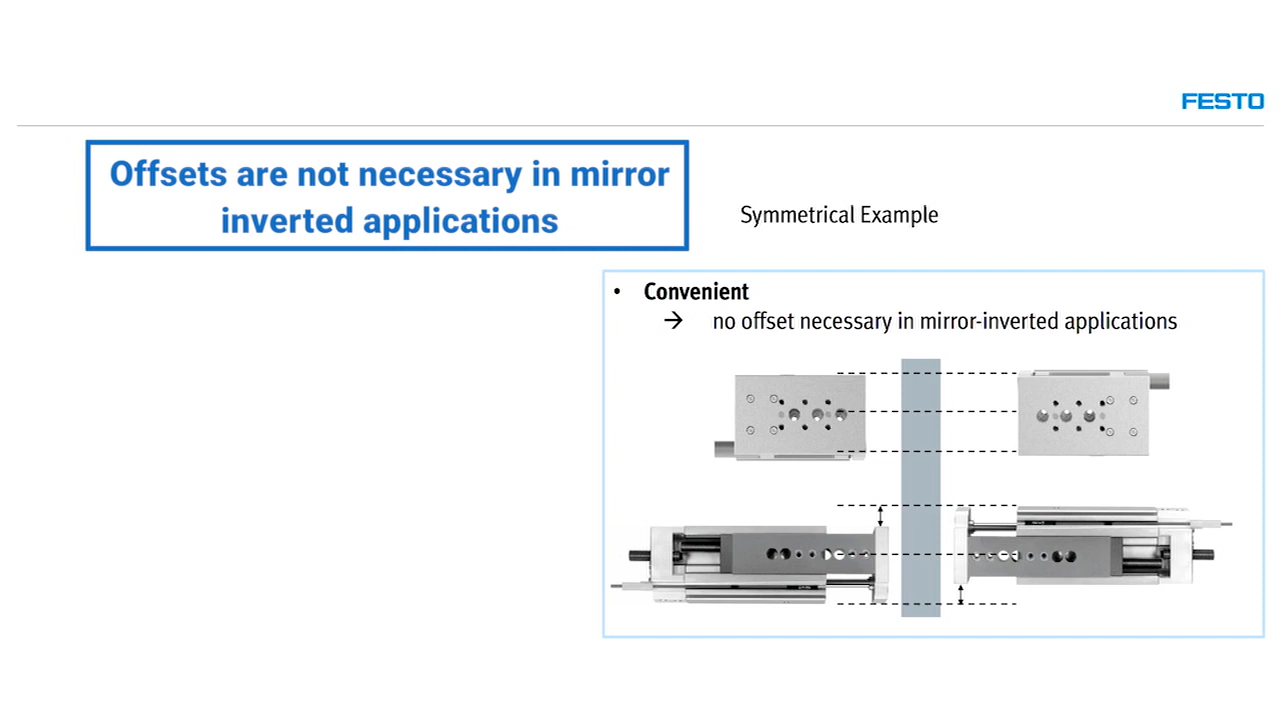 FESTO
Offsets are not necessary in mirror
inverted applications
Symmetrical Example
• Convenient
→ no offset necessary in mirror-inverted applications